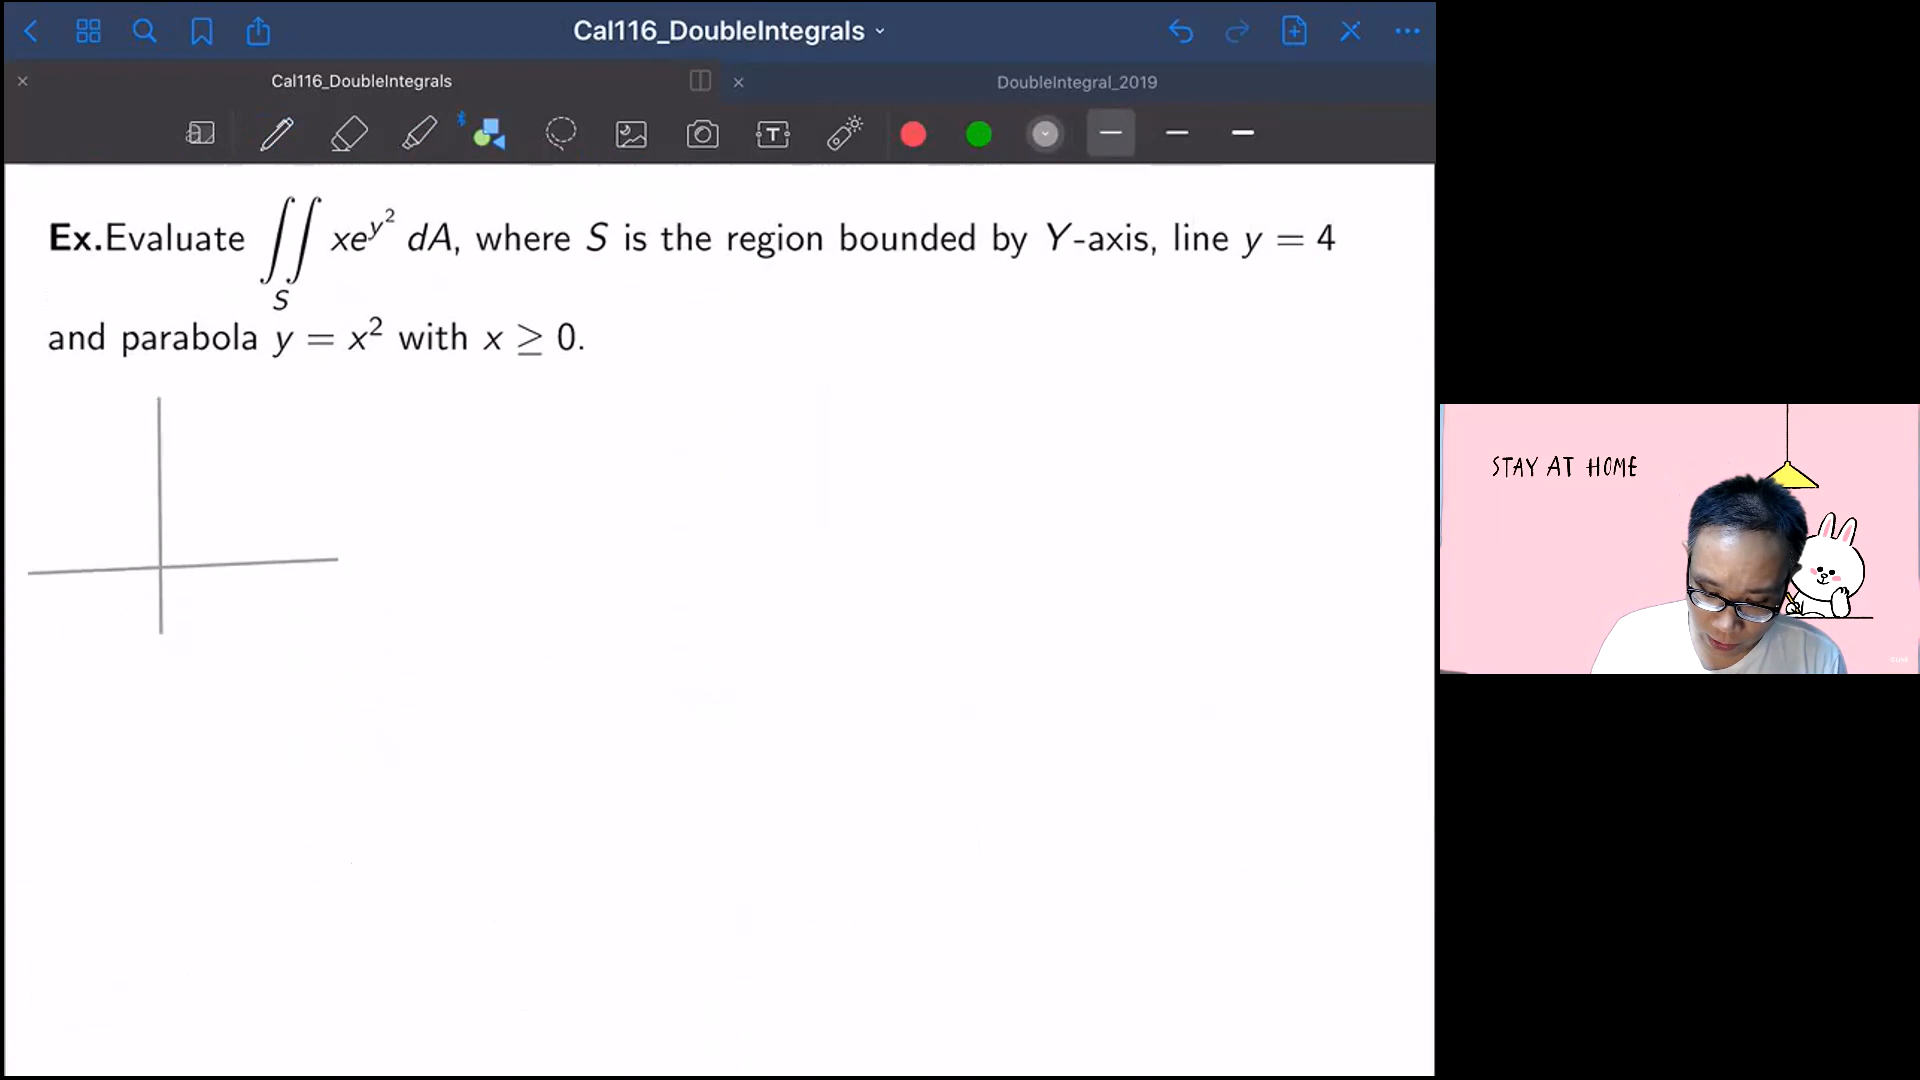 Cal116_DoubleIntegrals
Cal116_DoubleIntegrals
DoubleIntegral_2019
Ex.Evaluate ∬_S xe^{y^2} dA, where S is the region bounded by Y-axis, line y = 4
and parabola y = x^2 with x ≥ 0.
STAY AT HOME